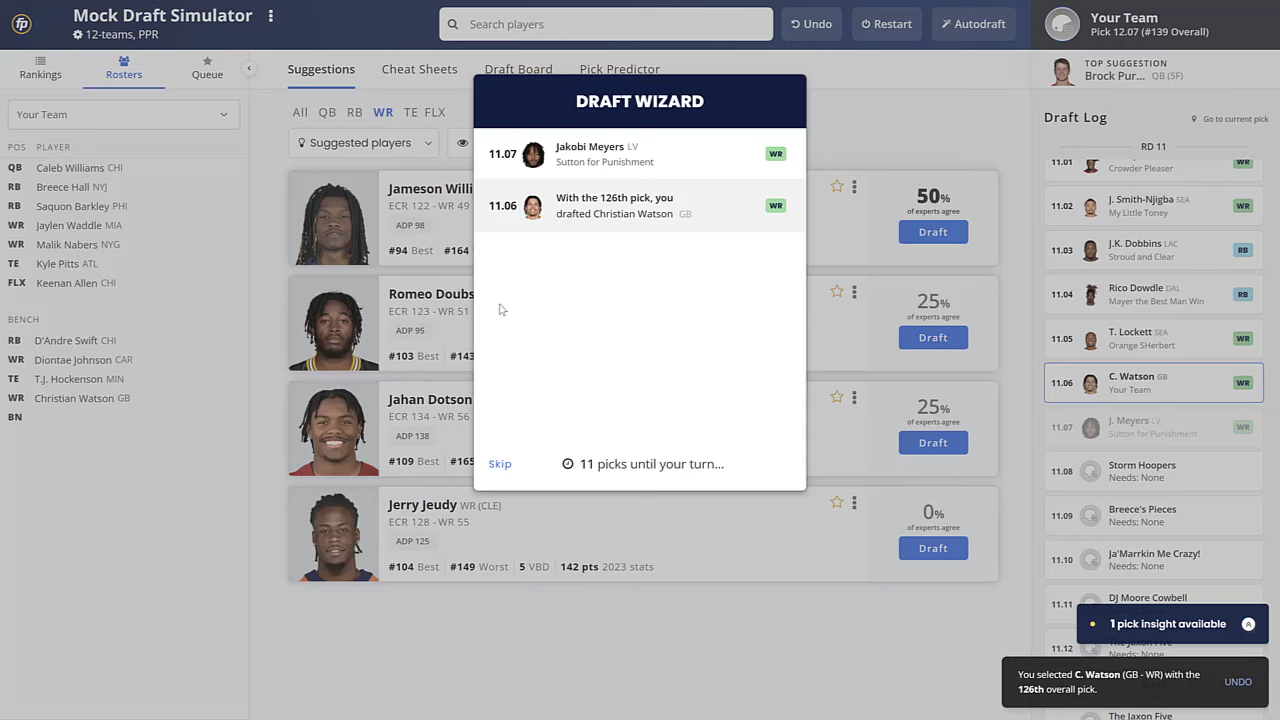 fp
Mock Draft Simulator
12-teams, PPR
Search players
Undo
Restart
Autodraft
Your Team
Pick 12.07 (#139 Overall)
Rankings
Rosters
Queue
Suggestions
Cheat Sheets
Draft Board
Pick Predictor
TOP SUGGESTION
Brock Pur... QB (SF)
Your Team
All QB RB WR TE FLX
Suggested players
POS PLAYER
QB Caleb Williams CHI
RB Breece Hall NYJ
RB Saquon Barkley PHI
WR Jaylen Waddle MIA
WR Malik Nabers NYG
TE Kyle Pitts ATL
FLX Keenan Allen CHI
BENCH
RB D'Andre Swift CHI
WR Diontae Johnson CAR
TE T.J. Hockenson MIN
WR Christian Watson GB
BN
Jameson Willi
ECR 122 - WR 49
ADP 98
#94 Best #164
50%
of experts agree
Draft
Romeo Doubs
ECR 123 - WR 51
ADP 95
#103 Best #143
25%
of experts agree
Draft
Jahan Dotson
ECR 134 - WR 56
ADP 138
#109 Best #165
25%
of experts agree
Draft
Jerry Jeudy WR (CLE)
ECR 128 - WR 55
ADP 125
#104 Best #149 Worst 5 VBD 142 pts 2023 stats
0%
of experts agree
Draft
DRAFT WIZARD
11.07 Jakobi Meyers LV WR
Sutton for Punishment
11.06 With the 126th pick, you WR
drafted Christian Watson GB
Skip
11 picks until your turn...
Draft Log
Go to current pick
RD 11
11.01 WR
Crowder Pleaser
11.02 J. Smith-Njigba SEA WR
My Little Toney
11.03 J.K. Dobbins LAC RB
Stroud and Clear
11.04 Rico Dowdle DAL RB
Mayer the Best Man Win
11.05 T. Lockett SEA WR
Orange SHerbert
11.06 C. Watson GB WR
Your Team
11.07 J. Meyers LV WR
Sutton for Punishment
11.08 Storm Hoopers
Needs: None
11.09 Breece's Pieces
Needs: None
11.10 Ja'Marrkin Me Crazy!
Needs: None
11.11 DJ Moore Cowbell
1 pick insight available
11.12 The Jaxon Five
Needs: None
You selected C. Watson (GB - WR) with the
126th overall pick.
UNDO
The Jaxon Five